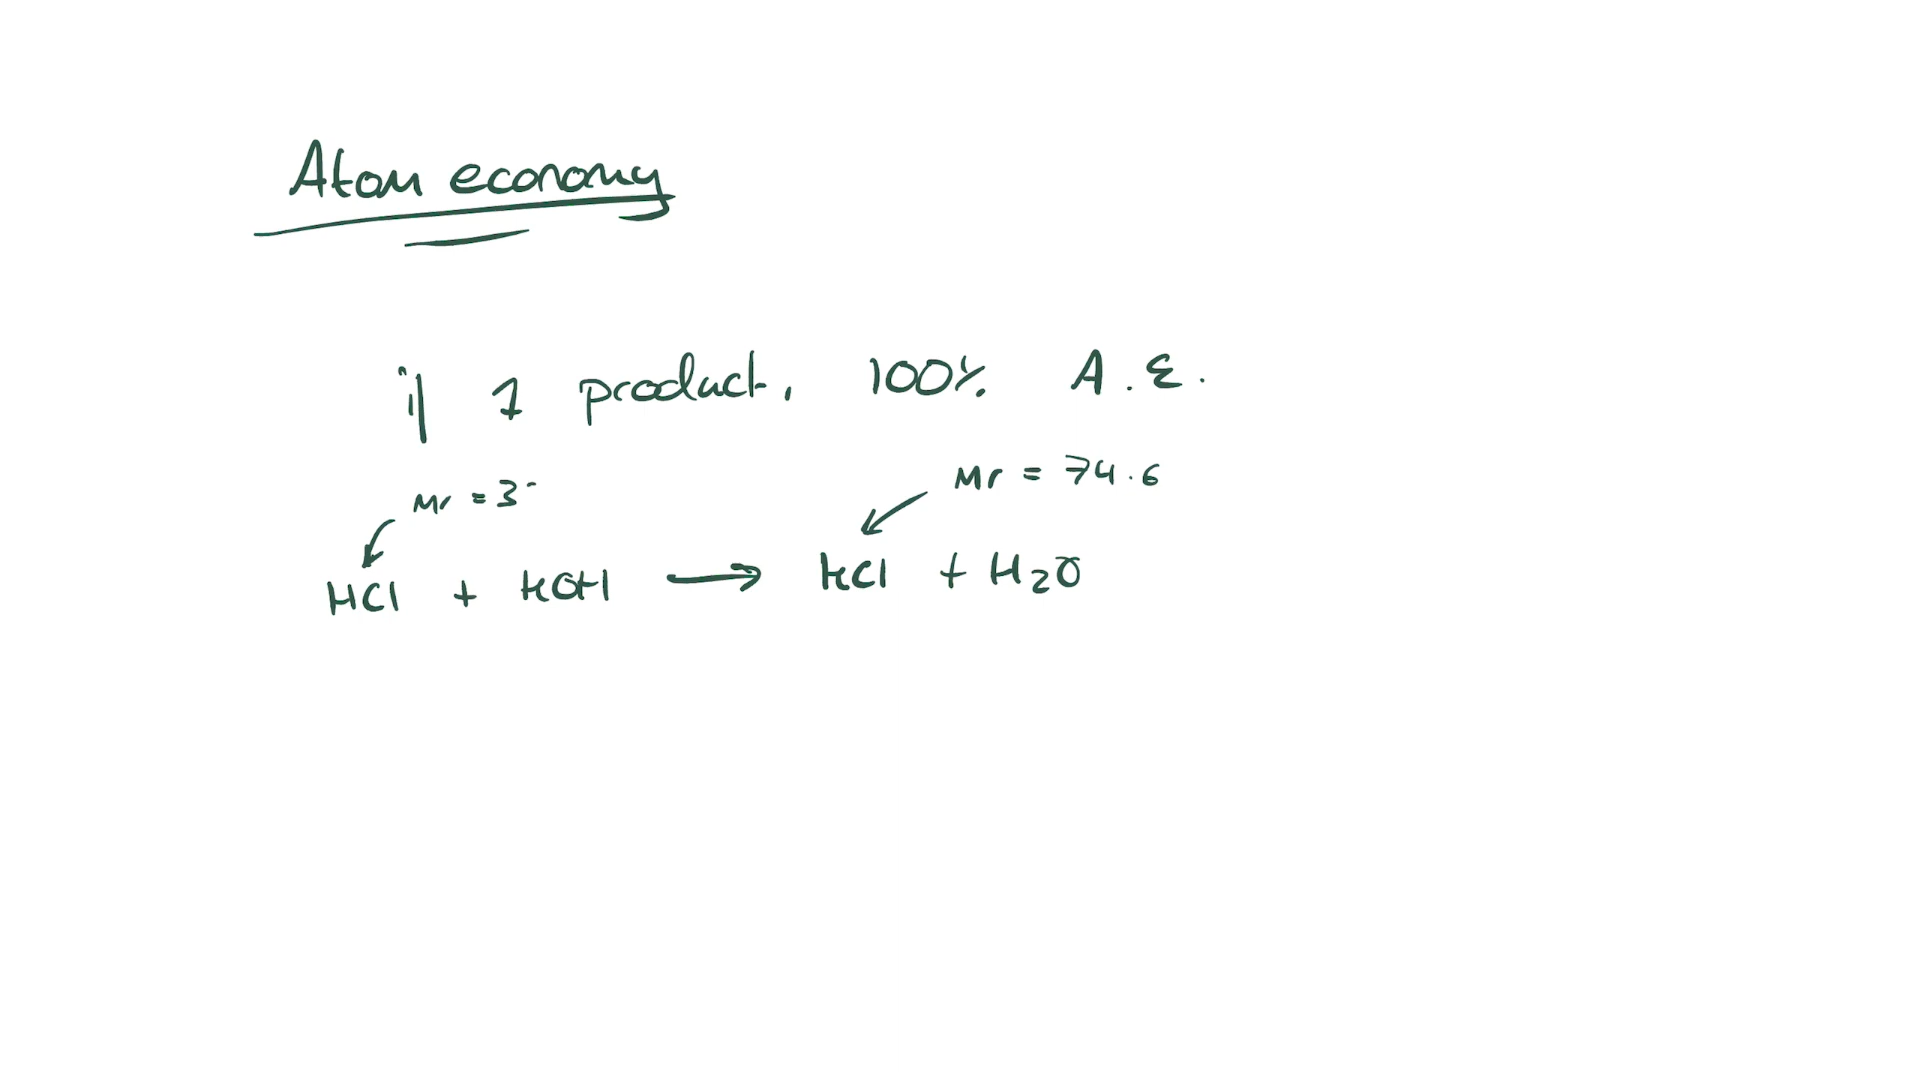 Atom economy
if 1 product, 100% A.E.
Mr = 74.6
Mr = 3
HCl + KOH → KCl + H2O